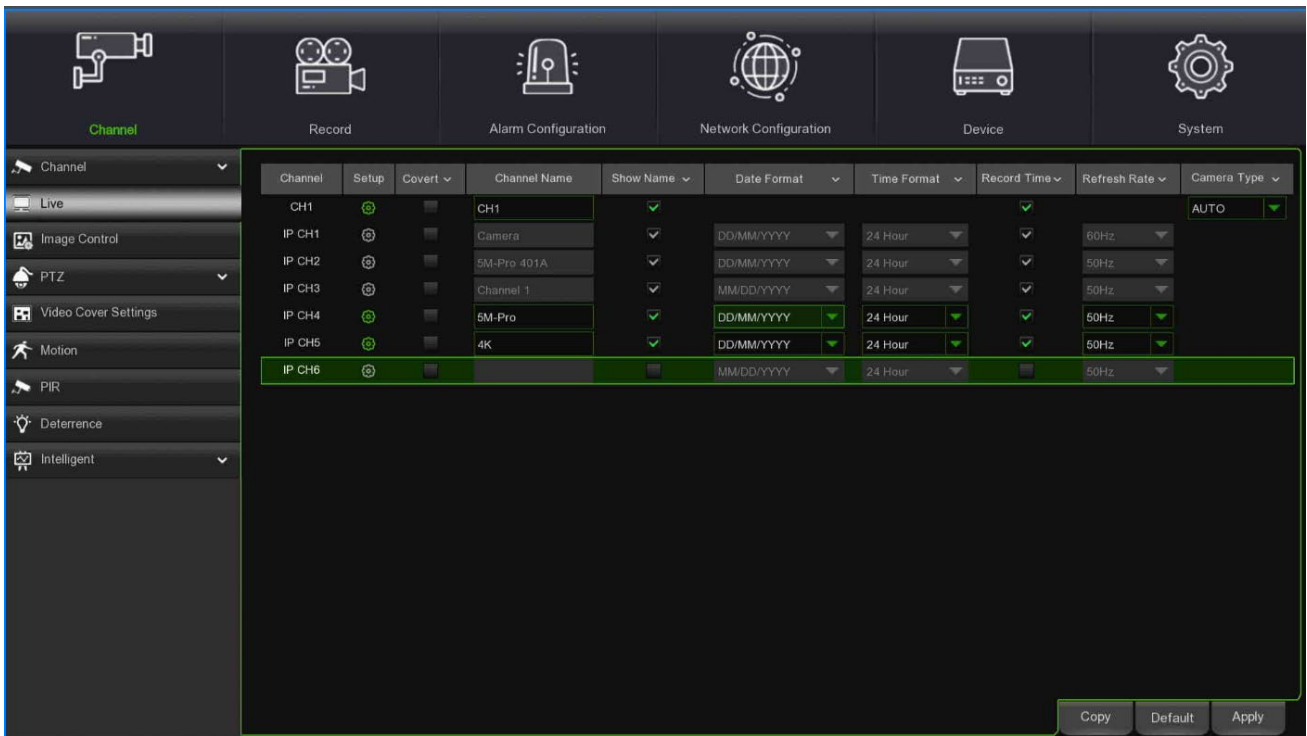 Channel Record Alarm Configuration Network Configuration Device System
Channel
Live
Image Control
PTZ
Video Cover Settings
Motion
PIR
Deterrence
Intelligent
Channel Setup Covert Channel Name Show Name Date Format Time Format Record Time Refresh Rate Camera Type
CH1 CH1 AUTO
IP CH1 Camera DD/MM/YYYY 24 Hour 60Hz
IP CH2 5M-Pro 401A DD/MM/YYYY 24 Hour 50Hz
IP CH3 Channel 1 MM/DD/YYYY 24 Hour 50Hz
IP CH4 5M-Pro DD/MM/YYYY 24 Hour 50Hz
IP CH5 4K DD/MM/YYYY 24 Hour 50Hz
IP CH6 MM/DD/YYYY 24 Hour 50Hz
Copy Default Apply